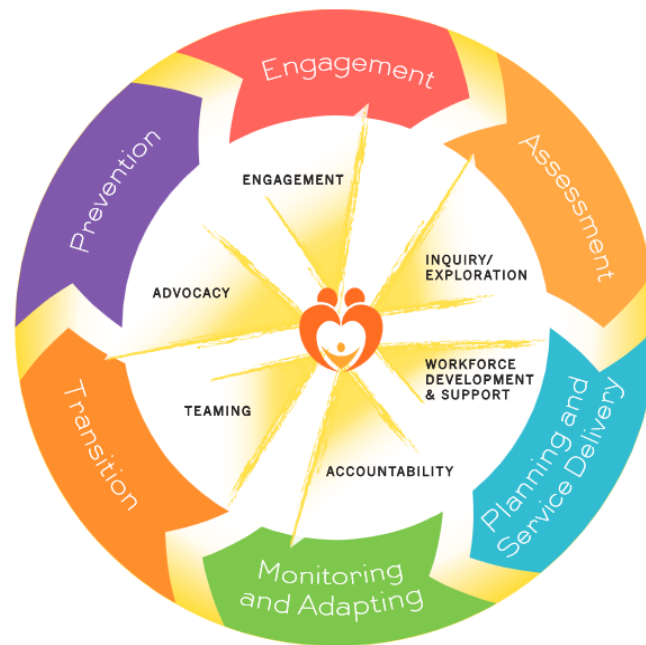 Engagement
Assessment
Planning and
Service Delivery
Monitoring
and Adapting
Transition
Prevention
ENGAGEMENT
INQUIRY/
EXPLORATION
WORKFORCE
DEVELOPMENT
& SUPPORT
ACCOUNTABILITY
TEAMING
ADVOCACY